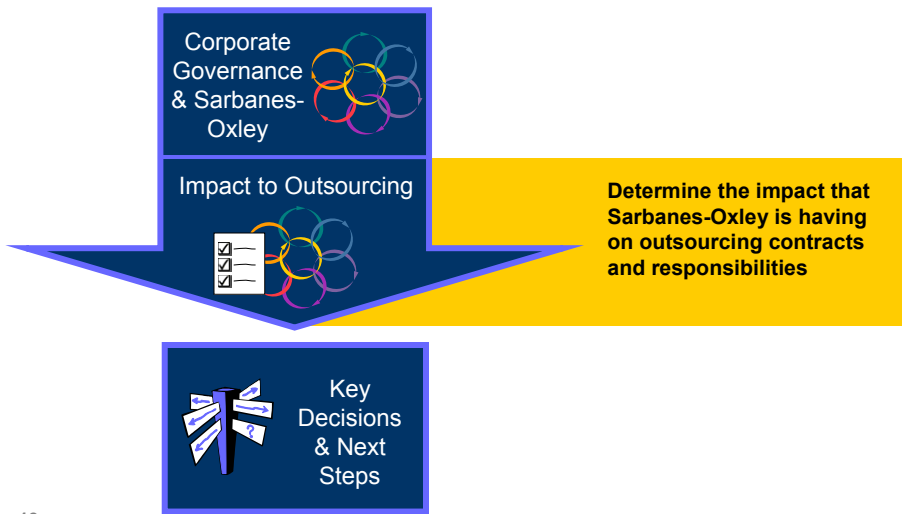 Corporate
Governance
& Sarbanes-
Oxley
Impact to Outsourcing
Determine the impact that
Sarbanes-Oxley is having
on outsourcing contracts
and responsibilities
Key
Decisions
& Next
Steps
?